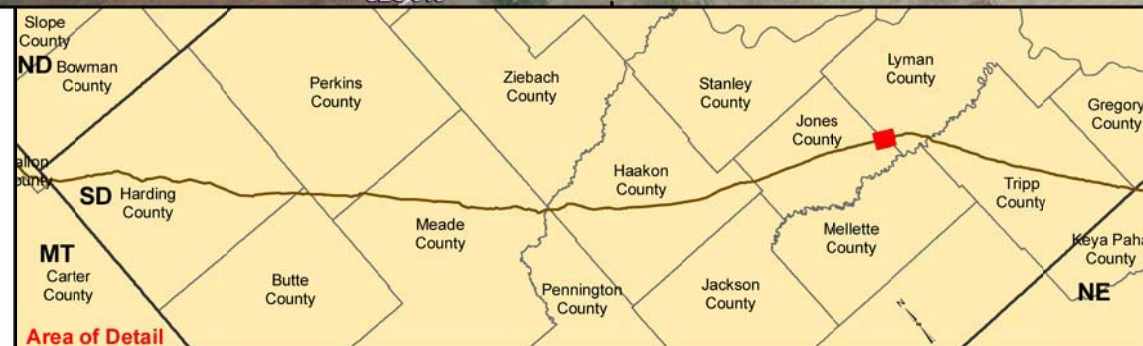 Slope
County
ND
Bowman
County
Perkins
County
Ziebach
County
Stanley
County
Lyman
County
Jones
County
Gregory
County
Haakon
County
SD
Harding
County
Tripp
County
Meade
County
Mellette
County
Keya Paha
County
MT
Carter
County
Butte
County
Pennington
County
Jackson
County
NE
N
Area of Detail